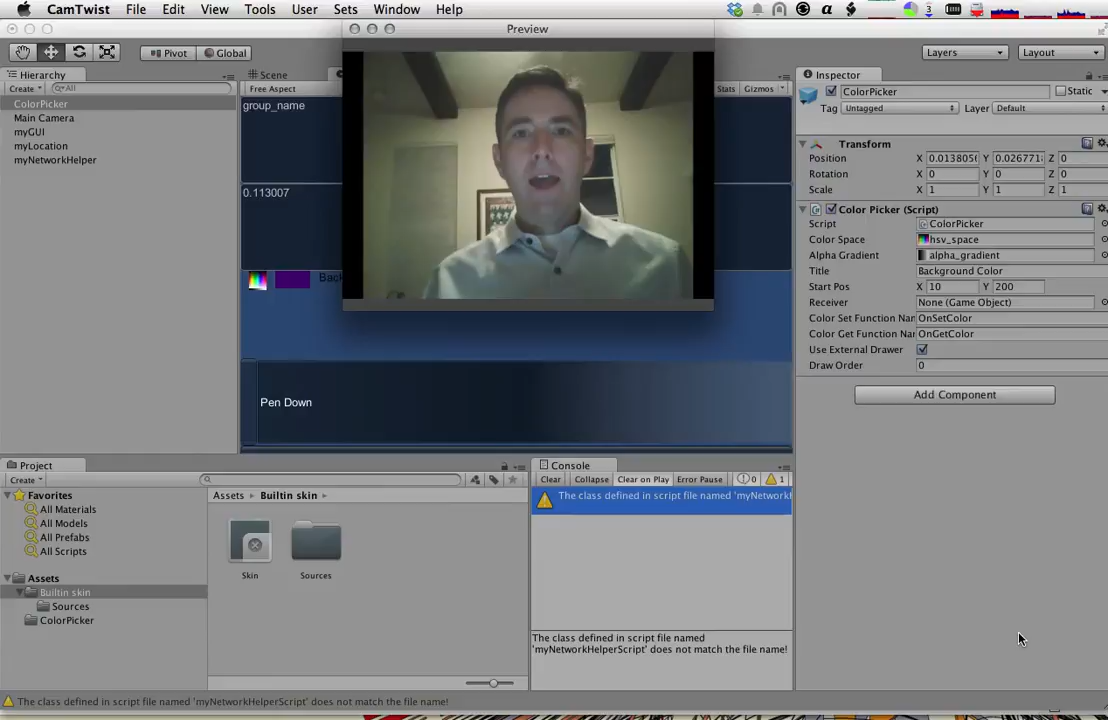 CamTwist File Edit View Tools User Sets Window Help
3
Preview
Pivot Global
Layers Layout
Hierarchy
Create All
ColorPicker
Main Camera
myGUI
myLocation
myNetworkHelper
Scene
Free Aspect
Stats Gizmos
group_name
0.113007
Pen Down
Inspector
ColorPicker Static
Tag Untagged Layer Default
Transform
Position X 0.013805 Y 0.026771 Z 0
Rotation X 0 Y 0 Z 0
Scale X 1 Y 1 Z 1
Color Picker (Script)
Script ColorPicker
Color Space hsv_space
Alpha Gradient alpha_gradient
Title Background Color
Start Pos X 10 Y 200
Receiver None (Game Object)
Color Set Function Nar OnSetColor
Color Get Function Nar OnGetColor
Use External Drawer
Draw Order 0
Add Component
Project
Create
Favorites
All Materials
All Models
All Prefabs
All Scripts
Assets
Builtin skin
Sources
ColorPicker
Assets Builtin skin
Skin Sources
Console
Clear Collapse Clear on Play Error Pause 0 1
The class defined in script file named 'myNetworkH
The class defined in script file named
'myNetworkHelperScript' does not match the file name!
The class defined in script file named 'myNetworkHelperScript' does not match the file name!